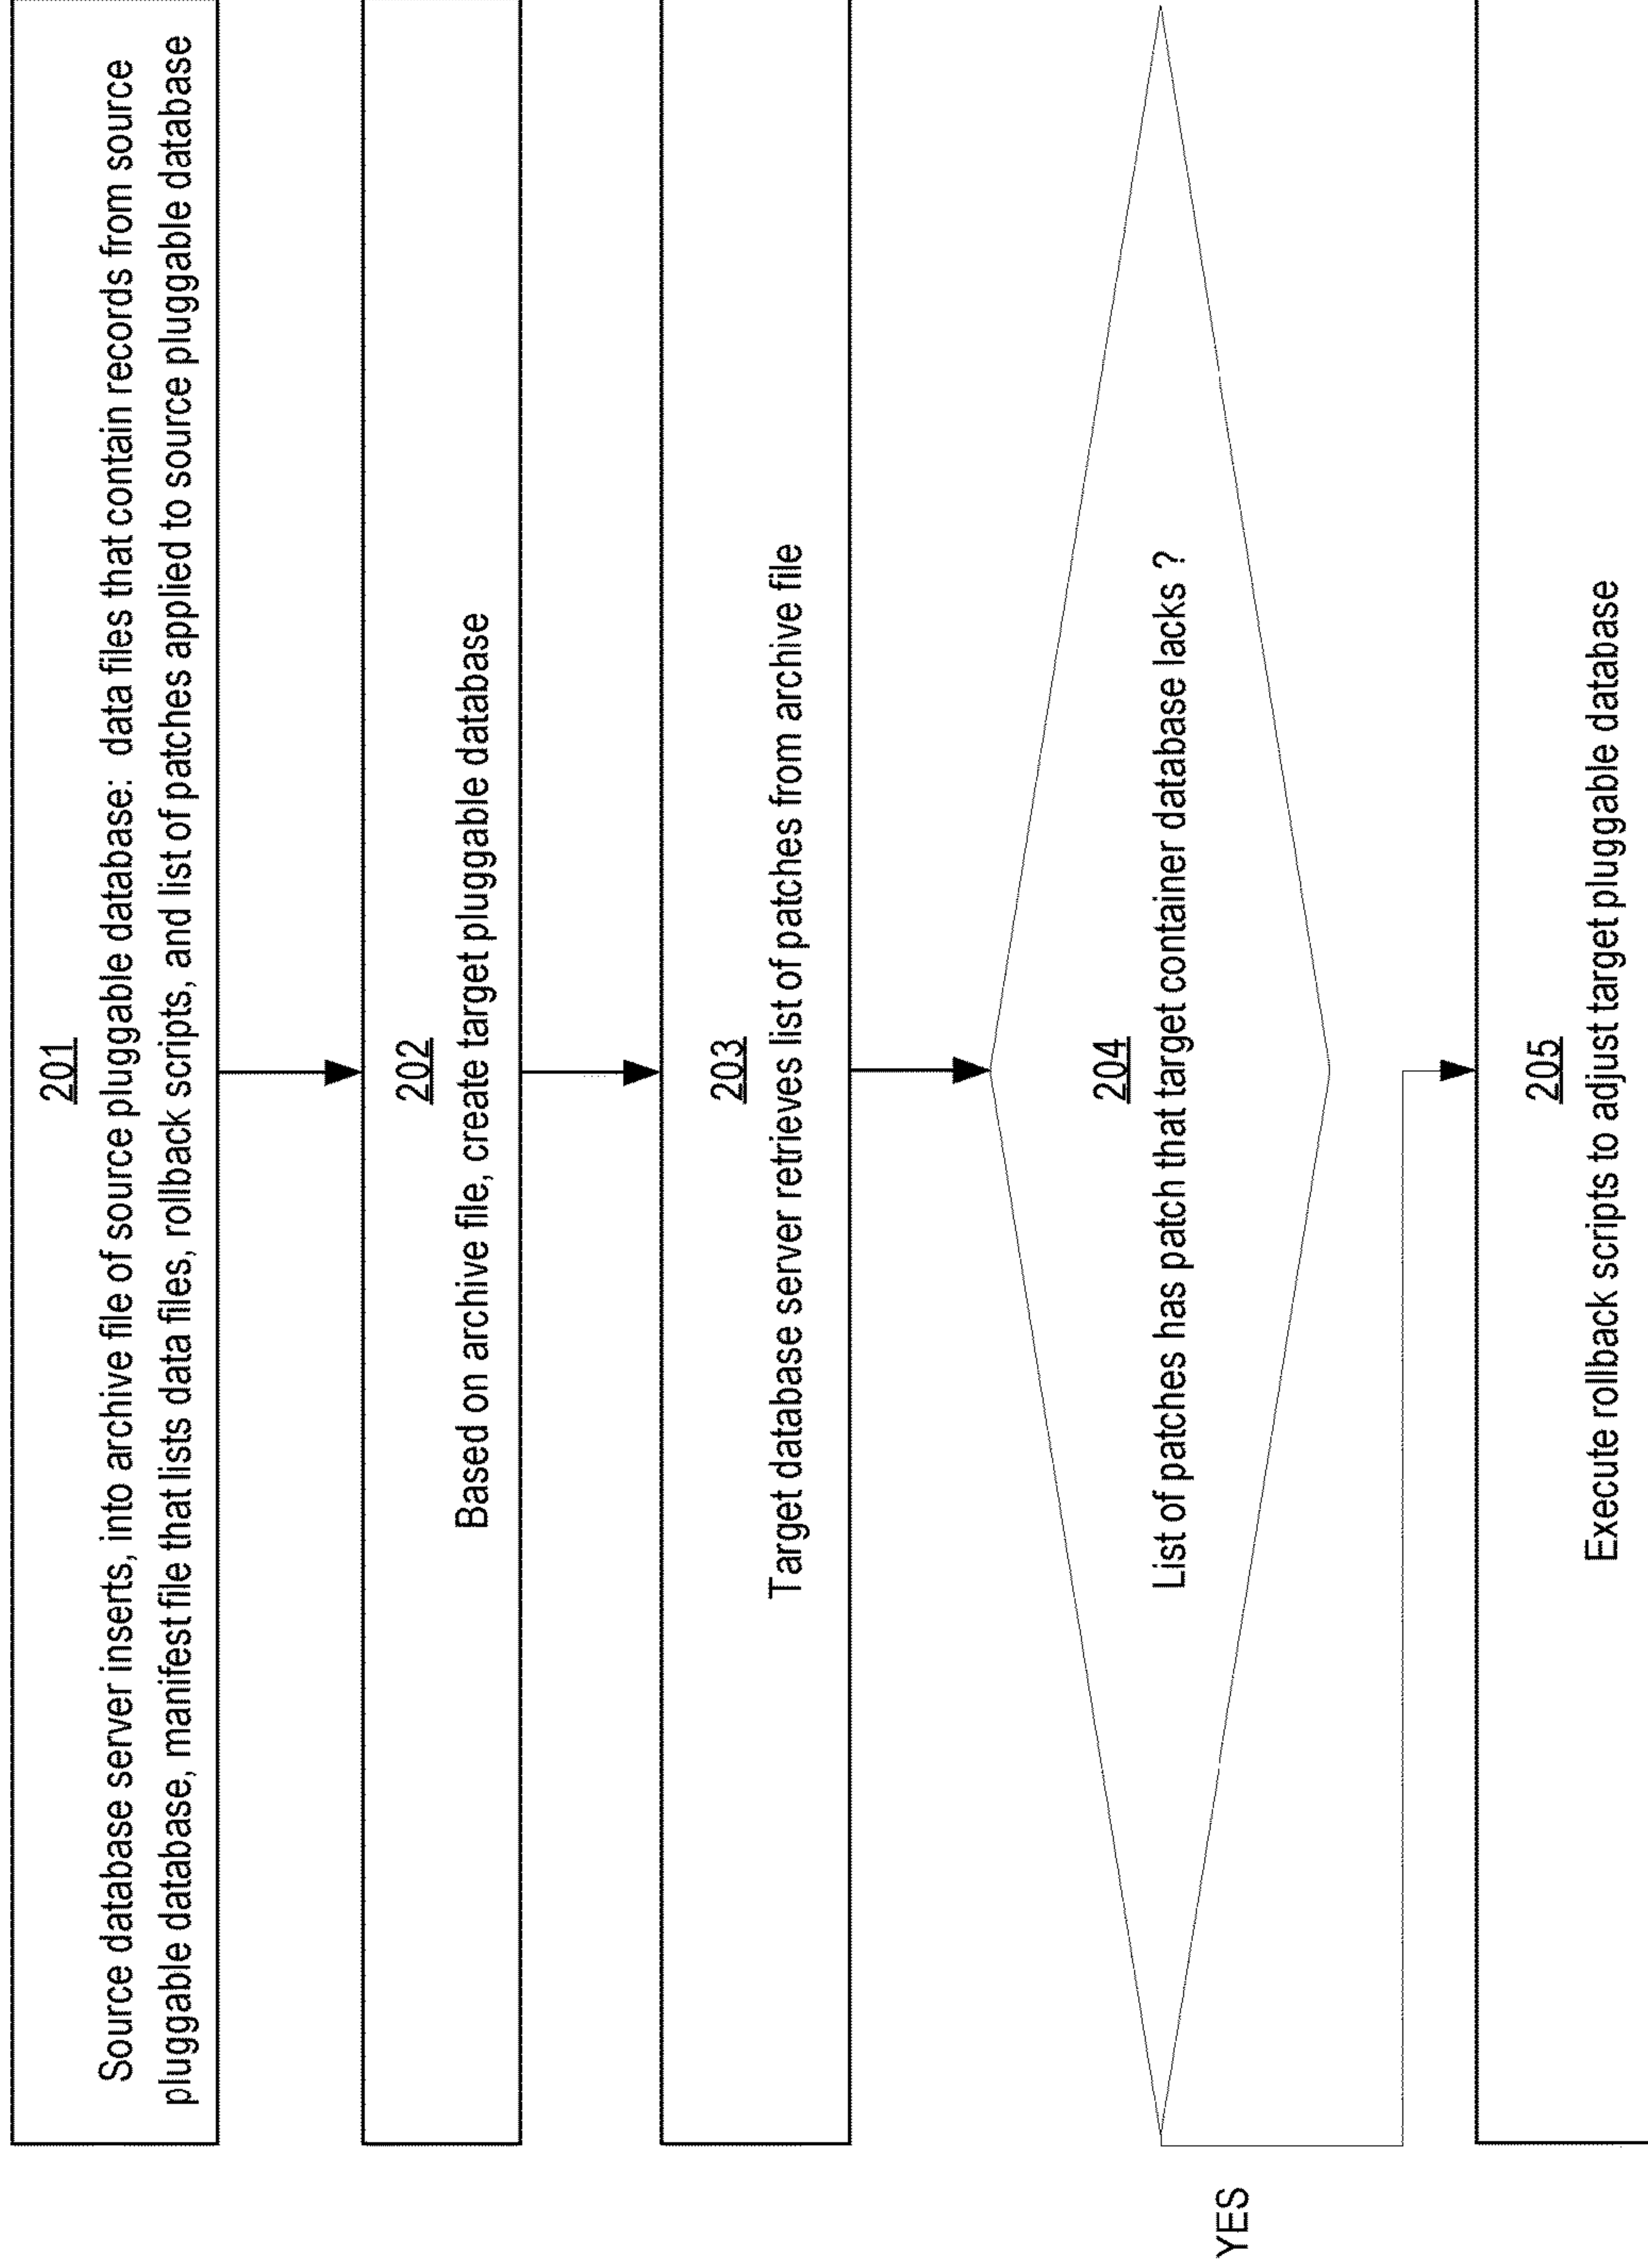 201
Source database server inserts, into archive file of source pluggable database: data files that contain records from source
pluggable database, manifest file that lists data files, rollback scripts, and list of patches applied to source pluggable database
202
Based on archive file, create target pluggable database
203
Target database server retrieves list of patches from archive file
204
List of patches has patch that target container database lacks ?
YES
205
Execute rollback scripts to adjust target pluggable database